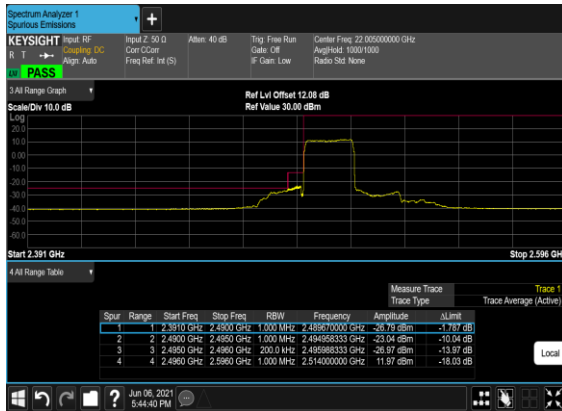 Spectrum Analyzer 1
Spurious Emissions
KEYSIGHT
R T
PASS
Input: RF
Coupling: DC
Align: Auto
Input Z: 50 Ω
Corr CCorr
Freq Ref: Int (S)
Atten: 40 dB
Trig: Free Run
Gate: Off
IF Gain: Low
Center Freq: 22.005000000 GHz
Avg|Hold: 1000/1000
Radio Std: None
3 All Range Graph
Scale/Div 10.0 dB
Ref Lvl Offset 12.08 dB
Ref Value 30.00 dBm
Log
20.0
10.0
0.00
-10.0
-20.0
-30.0
-40.0
-50.0
-60.0
Start 2.391 GHz
Stop 2.596 GHz
4 All Range Table
Measure Trace Trace 1
Trace Type Trace Average (Active)
Spur Range Start Freq Stop Freq RBW Frequency Amplitude ΔLimit
1 1 2.3910 GHz 2.4900 GHz 1.000 MHz 2.489670000 GHz -26.79 dBm -1.787 dB
2 2 2.4900 GHz 2.4950 GHz 1.000 MHz 2.494958333 GHz -23.04 dBm -10.04 dB
3 3 2.4950 GHz 2.4960 GHz 200.0 kHz 2.495988333 GHz -26.97 dBm -13.97 dB
4 4 2.4960 GHz 2.5960 GHz 1.000 MHz 2.514000000 GHz 11.97 dBm -18.03 dB
Local
Jun 06, 2021
5:44:40 PM